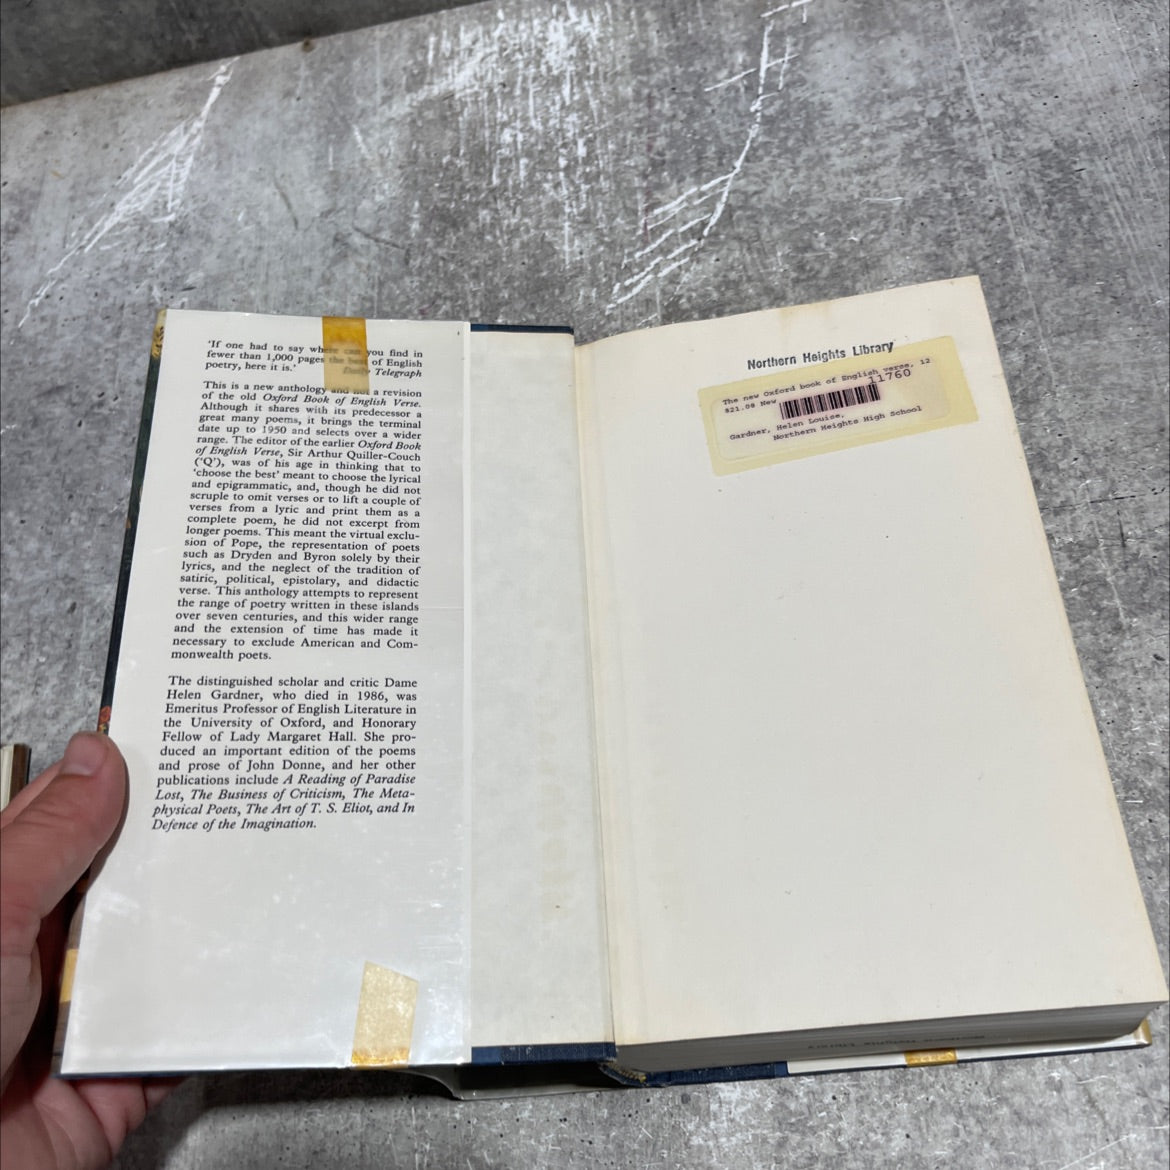 'If one had to say where can you find in
fewer than 1,000 pages the best of English
poetry, here it is.'
Daily Telegraph
This is a new anthology and not a revision
of the old Oxford Book of English Verse.
Although it shares with its predecessor a
great many poems, it brings the terminal
date up to 1950 and selects over a wider
range. The editor of the earlier Oxford Book
of English Verse, Sir Arthur Quiller-Couch
('Q'), was of his age in thinking that to
'choose the best' meant to choose the lyrical
and epigrammatic, and, though he did not
scruple to omit verses or to lift a couple of
verses from a lyric and print them as a
complete poem, he did not excerpt from
longer poems. This meant the virtual exclu-
sion of Pope, the representation of poets
such as Dryden and Byron solely by their
lyrics, and the neglect of the tradition of
satiric, political, epistolary, and didactic
verse. This anthology attempts to represent
the range of poetry written in these islands
over seven centuries, and this wider range
and the extension of time has made it
necessary to exclude American and Com-
monwealth poets.
The distinguished scholar and critic Dame
Helen Gardner, who died in 1986, was
Emeritus Professor of English Literature in
the University of Oxford, and Honorary
Fellow of Lady Margaret Hall. She pro-
duced an important edition of the poems
and prose of John Donne, and her other
publications include A Reading of Paradise
Lost, The Business of Criticism, The Meta-
physical Poets, The Art of T. S. Eliot, and In
Defence of the Imagination.
Northern Heights Library
The new Oxford book of English verse, 12
$21.08 New 11760
Gardner, Helen Louise,
Northern Heights High School
Northern Heights Library